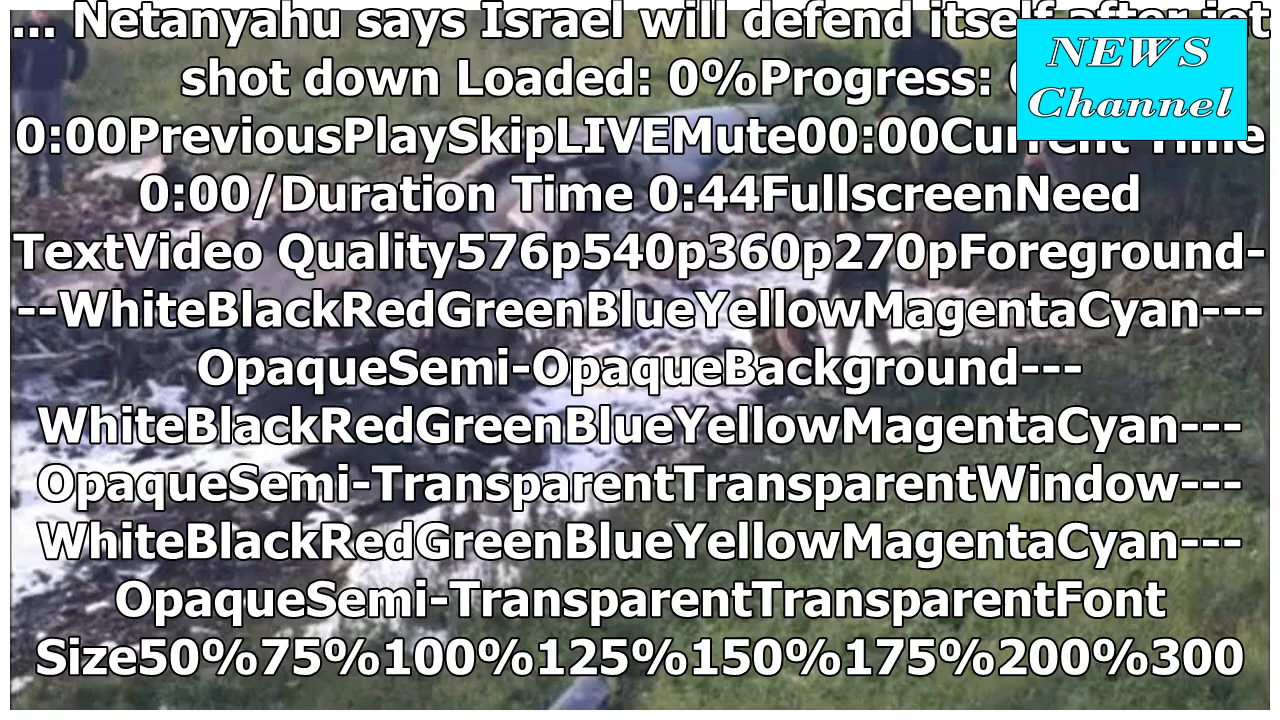 ... Netanyahu says Israel will defend itself after jet
shot down Loaded: 0%Progress:
0:00PreviousPlaySkipLIVEMute00:00Current Time
0:00/Duration Time 0:44FullscreenNeed
TextVideo Quality576p540p360p270pForeground-
--WhiteBlackRedGreenBlueYellowMagentaCyan---
OpaqueSemi-OpaqueBackground---
WhiteBlackRedGreenBlueYellowMagentaCyan---
OpaqueSemi-TransparentTransparentWindow---
WhiteBlackRedGreenBlueYellowMagentaCyan---
OpaqueSemi-TransparentTransparentFont
Size50%75%100%125%150%175%200%300
NEWS
Channel